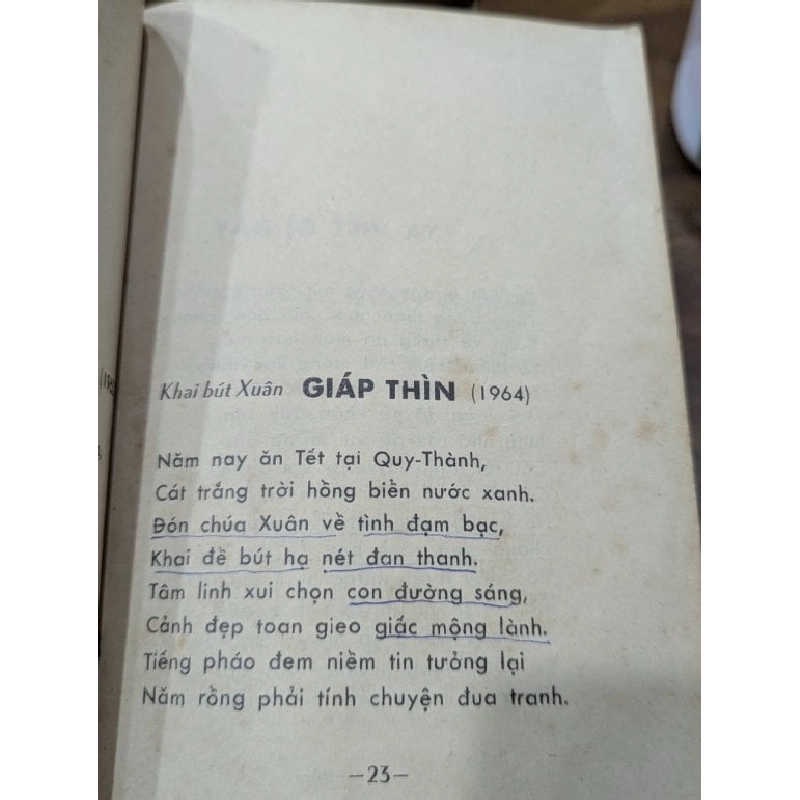 Khai bút Xuân GIÁP THÌN (1964)
Năm nay ăn Tết tại Quy-Thành,
Cát trắng trời hồng biển nước xanh.
Đón chúa Xuân về tình đạm bạc,
Khai đề bút hạ nét đan thanh.
Tâm linh xui chọn con đường sáng,
Cảnh đẹp toan gieo giấc mộng lành.
Tiếng pháo đem niềm tin tưởng lại
Năm rồng phải tính chuyện đua tranh.
—23—